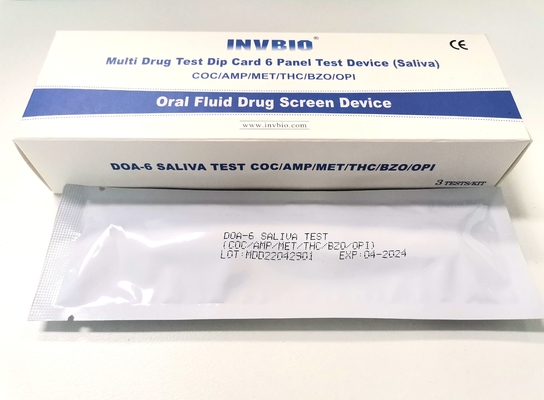 INVBIO®
Multi Drug Test Dip Card 6 Panel Test Device (Saliva)
COC/AMP/MET/THC/BZO/OPI
CE
Oral Fluid Drug Screen Device
www.invbio.com
DOA-6 SALIVA TEST COC/AMP/MET/THC/BZO/OPI
3 TESTS/KIT
DOA-6 SALIVA TEST
(COC/AMP/MET/THC/BZO/OPI)
LOT:MDD22042901 EXP:04-2024